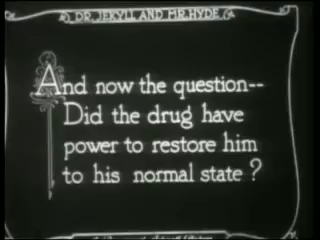 DR. JEKYLL AND MR. HYDE
And now the question--
Did the drug have
power to restore him
to his normal state?